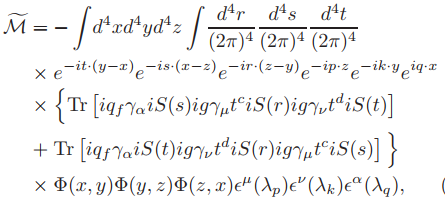 $\widetilde{\mathcal{M}} = -\int d^4x d^4y d^4z \int \frac{d^4r}{(2\pi)^4} \frac{d^4s}{(2\pi)^4} \frac{d^4t}{(2\pi)^4}$
$\times e^{-it\cdot(y-x)} e^{-is\cdot(x-z)} e^{-ir\cdot(z-y)} e^{-ip\cdot z} e^{-ik\cdot y} e^{iq\cdot x}$
$\times \Big\{ \mathrm{Tr}\left[iq_f\gamma_\alpha iS(s)ig\gamma_\mu t^c iS(r)ig\gamma_\nu t^d iS(t)\right]$
$+ \mathrm{Tr}\left[iq_f\gamma_\alpha iS(t)ig\gamma_\nu t^d iS(r)ig\gamma_\mu t^c iS(s)\right] \Big\}$
$\times \Phi(x,y)\Phi(y,z)\Phi(z,x)\epsilon^\mu(\lambda_p)\epsilon^\nu(\lambda_k)\epsilon^\alpha(\lambda_q), \quad ($